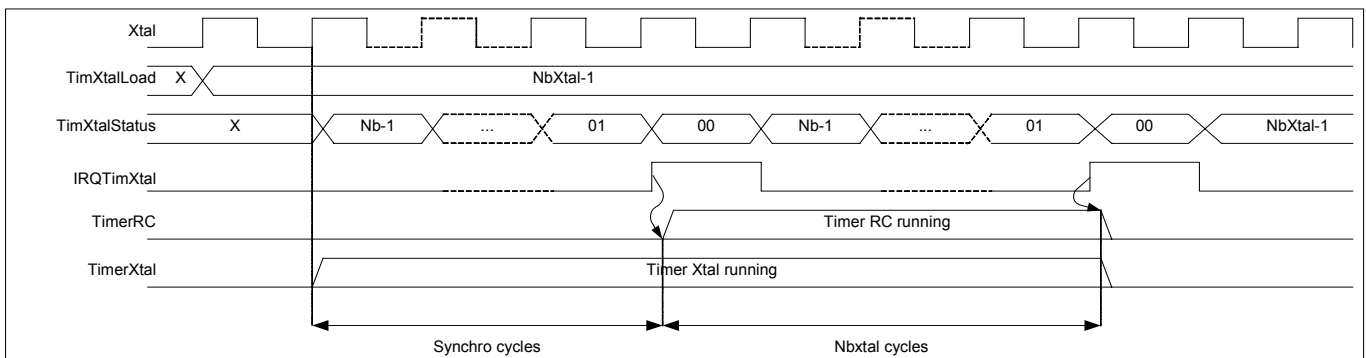 Xtal
TimXtalLoad X NbXtal-1
TimXtalStatus X Nb-1 ... 01 00 Nb-1 ... 01 00 NbXtal-1
IRQTimXtal
TimerRC Timer RC running
TimerXtal Timer Xtal running
Synchro cycles Nbxtal cycles